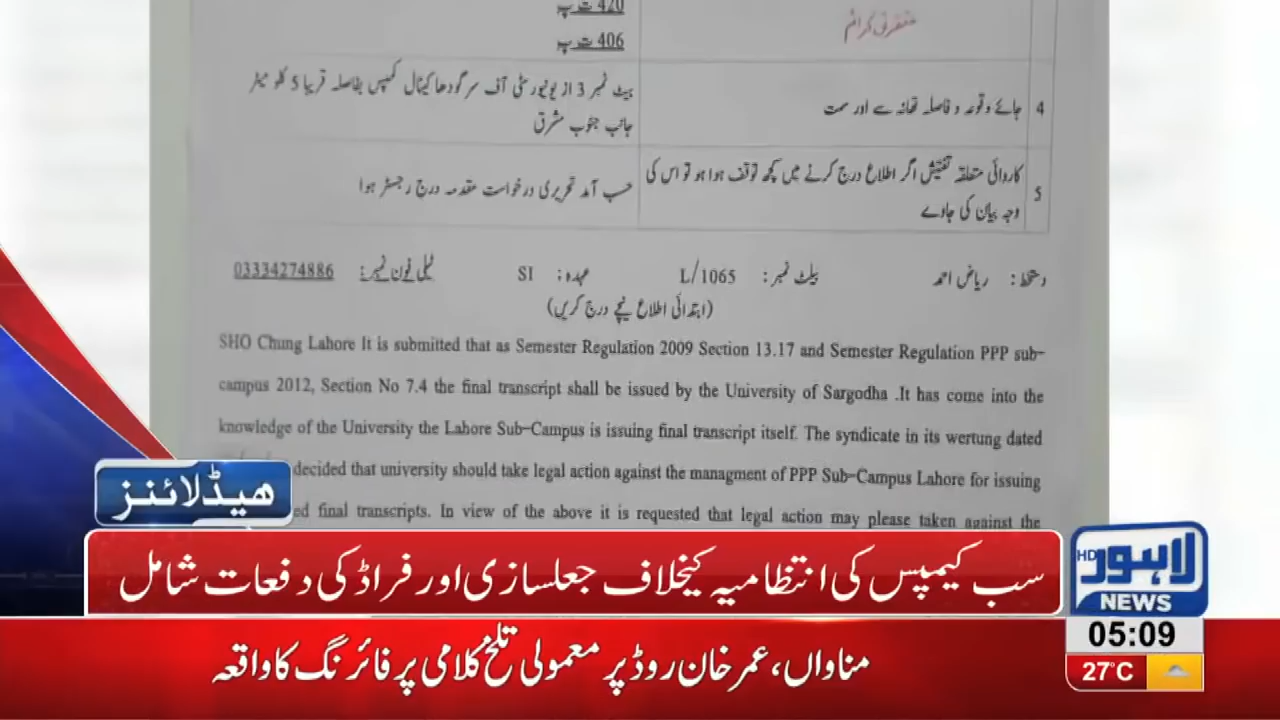 420 ت پ
406 ت پ
متفرق کرائم
4 جائے وقوعہ و فاصلہ تھانہ سے اور سمت
بیٹ نمبر 3 از یونیورسٹی آف سرگودھا کینال کمپس بفاصلہ قریبا 5 کلو میٹر
جانب جنوب مشرق
5 کاروائی متعلقہ تفتیش اگر اطلاع درج کرنے میں کچھ توقف ہوا ہو تو اس کی
وجہ بیان کی جاوے
حسب آمد تحریری درخواست مقدمہ درج رجسٹر ہوا
دستخط: ریاض احمد بیلٹ نمبر: L/1065 عہدہ: SI ٹیلی فون نمبر: 03334274886
(ابتدائی اطلاع نیچے درج کریں)
SHO Chung Lahore It is submitted that as Semester Regulation 2009 Section 13.17 and Semester Regulation PPP sub-
campus 2012, Section No 7.4 the final transcript shall be issued by the University of Sargodha .It has come into the
knowledge of the University the Lahore Sub-Campus is issuing final transcript itself. The syndicate in its wertung dated
decided that university should take legal action against the managment of PPP Sub-Campus Lahore for issuing
ed final transcripts. In view of the above it is requested that legal action may please taken against the
ھیڈلائنز
سب کیمپس کی انتظامیہ کیخلاف جعلسازی اور فراڈ کی دفعات شامل
لاہور HD
NEWS
05:09
27°C
مناواں، عمر خان روڈ پر معمولی تلخ کلامی پر فائرنگ کا واقعہ